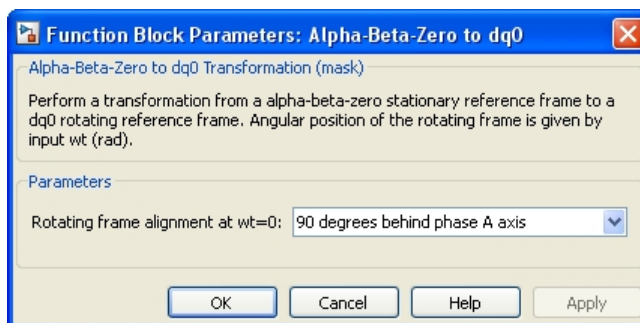 Function Block Parameters: Alpha-Beta-Zero to dq0
Alpha-Beta-Zero to dq0 Transformation (mask)
Perform a transformation from a alpha-beta-zero stationary reference frame to a
dq0 rotating reference frame. Angular position of the rotating frame is given by
input wt (rad).
Parameters
Rotating frame alignment at wt=0: 90 degrees behind phase A axis
OK Cancel Help Apply